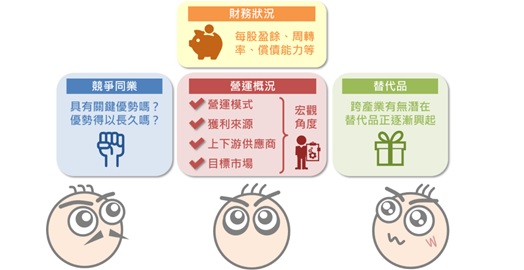 財務狀況
每股盈餘、周轉
率、償債能力等
競爭同業
具有關鍵優勢嗎？
優勢得以長久嗎？
營運概況
營運模式
獲利來源
上下游供應商
目標市場
宏觀
角度
替代品
跨產業有無潛在
替代品正逐漸興起